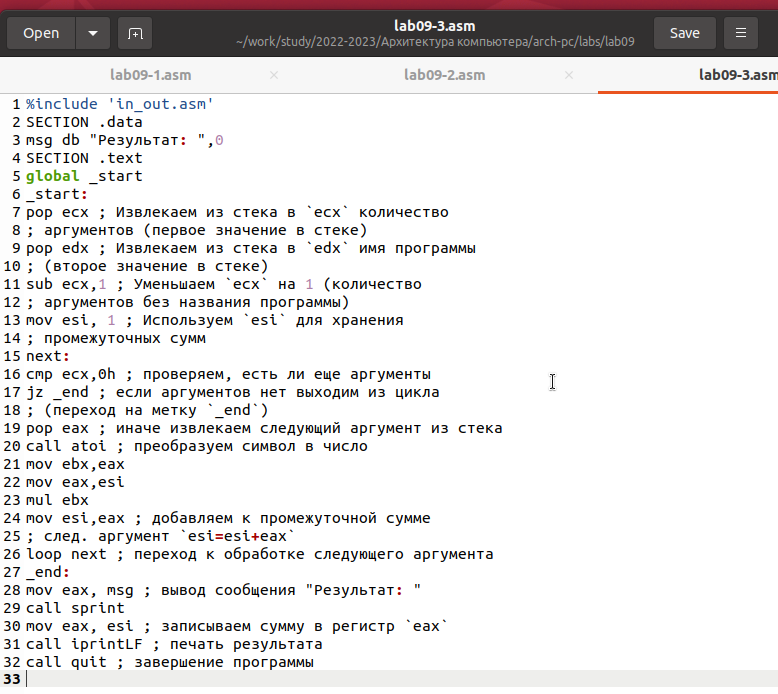 Open
lab09-3.asm
~/work/study/2022-2023/Архитектура компьютера/arch-pc/labs/lab09
Save
lab09-1.asm
lab09-2.asm
lab09-3.asm
1 %include 'in_out.asm'
2 SECTION .data
3 msg db "Результат: ",0
4 SECTION .text
5 global _start
6 _start:
7 pop ecx ; Извлекаем из стека в `ecx` количество
8 ; аргументов (первое значение в стеке)
9 pop edx ; Извлекаем из стека в `edx` имя программы
10 ; (второе значение в стеке)
11 sub ecx,1 ; Уменьшаем `ecx` на 1 (количество
12 ; аргументов без названия программы)
13 mov esi, 1 ; Используем `esi` для хранения
14 ; промежуточных сумм
15 next:
16 cmp ecx,0h ; проверяем, есть ли еще аргументы
17 jz _end ; если аргументов нет выходим из цикла
18 ; (переход на метку `_end`)
19 pop eax ; иначе извлекаем следующий аргумент из стека
20 call atoi ; преобразуем символ в число
21 mov ebx,eax
22 mov eax,esi
23 mul ebx
24 mov esi,eax ; добавляем к промежуточной сумме
25 ; след. аргумент `esi=esi+eax`
26 loop next ; переход к обработке следующего аргумента
27 _end:
28 mov eax, msg ; вывод сообщения "Результат: "
29 call sprint
30 mov eax, esi ; записываем сумму в регистр `eax`
31 call iprintLF ; печать результата
32 call quit ; завершение программы
33